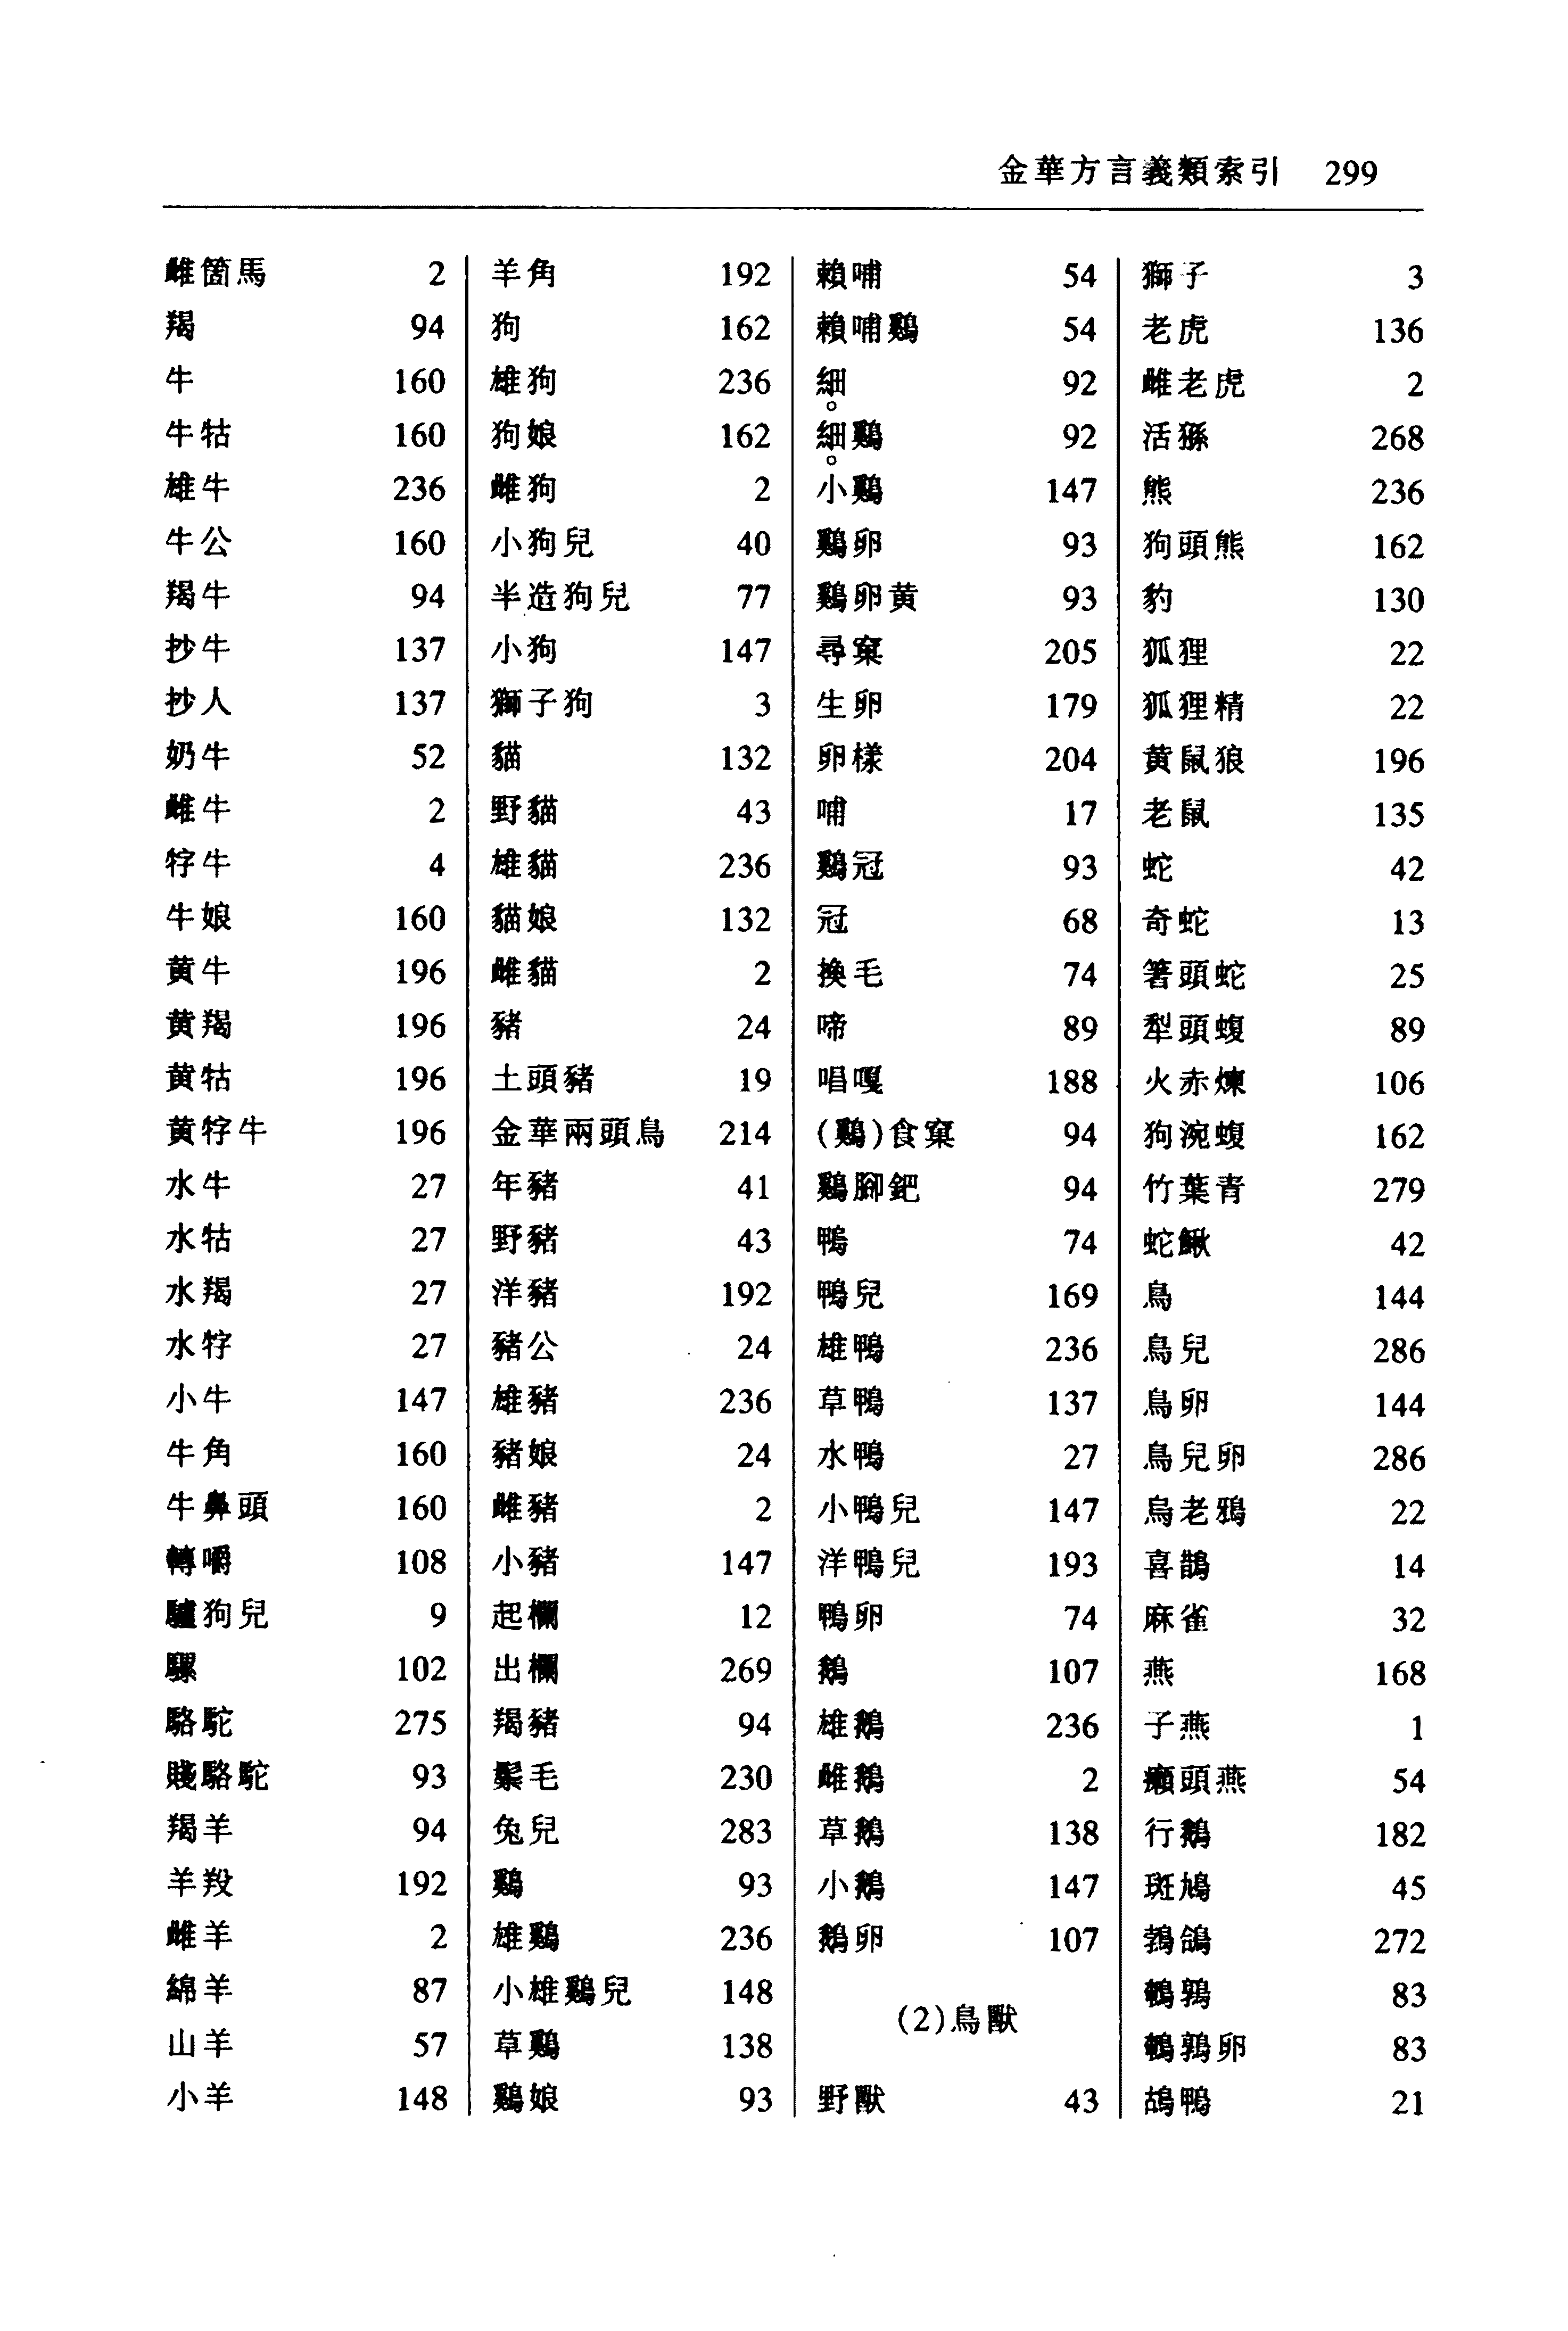 金華方言義類索引 299
雌箇馬 2
羯 94
牛 160
牛牯 160
雄牛 236
牛公 160
羯牛 94
抄牛 137
抄人 137
奶牛 52
雌牛 2
牸牛 4
牛娘 160
黄牛 196
黄羯 196
黄牯 196
黄牸牛 196
水牛 27
水牯 27
水羯 27
水牸 27
小牛 147
牛角 160
牛鼻頭 160
轉嚼 108
驢狗兒 9
騾 102
駱駝 275
賤駱駝 93
羯羊 94
羊羖 192
雌羊 2
綿羊 87
山羊 57
小羊 148
羊角 192
狗 162
雄狗 236
狗娘 162
雌狗 2
小狗兒 40
半造狗兒 77
小狗 147
獅子狗 3
貓 132
野貓 43
雄貓 236
貓娘 132
雌貓 2
豬 24
土頭豬 19
金華兩頭烏 214
年豬 41
野豬 43
洋豬 192
豬公 24
雄豬 236
豬娘 24
雌豬 2
小豬 147
起欄 12
出欄 269
羯豬 94
鬃毛 230
兔兒 283
鷄 93
雄鷄 236
小雄鷄兒 148
草鷄 138
鷄娘 93
賴哺 54
賴哺鷄 54
細 92
細鷄 92
小鷄 147
鷄卵 93
鷄卵黄 93
尋窠 205
生卵 179
卵樣 204
哺 17
鷄冠 93
冠 68
换毛 74
啼 89
唱嘎 188
(鷄)食窠 94
鷄腳鈀 94
鴨 74
鴨兒 169
雄鴨 236
草鴨 137
水鴨 27
小鴨兒 147
洋鴨兒 193
鴨卵 74
鵝 107
雄鵝 236
雌鵝 2
草鵝 138
小鵝 147
鵝卵 107
(2)鳥獸
野獸 43
獅子 3
老虎 136
雌老虎 2
活猻 268
熊 236
狗頭熊 162
豹 130
狐狸 22
狐狸精 22
黄鼠狼 196
老鼠 135
蛇 42
奇蛇 13
箸頭蛇 25
犁頭蝮 89
火赤煉 106
狗涴蝮 162
竹葉青 279
蛇鰍 42
鳥 144
鳥兒 286
鳥卵 144
鳥兒卵 286
烏老鴉 22
喜鵲 14
麻雀 32
燕 168
子燕 1
癩頭燕 54
行鵝 182
斑鳩 45
鵓鴿 272
鵪鶉 83
鵪鶉卵 83
鴣鴨 21